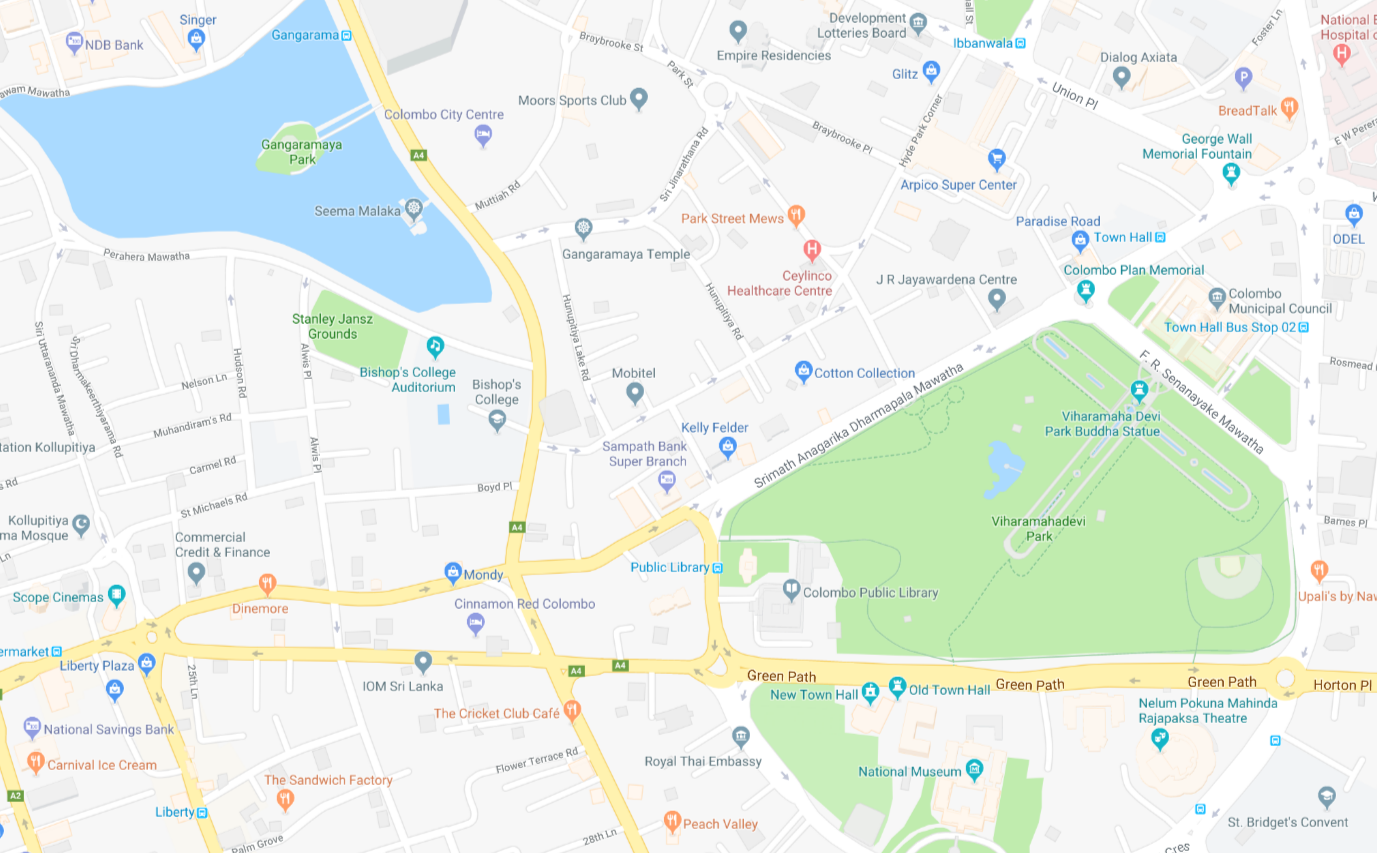 Singer
NDB Bank
Gangarama
Braybrooke St
Development
Lotteries Board
Empire Residencies
Ibbanwala
Foster Ln
National
Hospital
Dialog Axiata
Glitz
Park St
Moors Sports Club
Union Pl
BreadTalk
Mawatha
Colombo City Centre
Braybrooke Pl
Hyde Park Corner
George Wall
Memorial Fountain
E W Perera
Gangaramaya
Park
A4
Sri Jinarathana Rd
Arpico Super Center
Muttiah Rd
Seema Malaka
Park Street Mews
Paradise Road
Town Hall
ODEL
Perahera Mawatha
Gangaramaya Temple
Ceylinco
Healthcare Centre
J R Jayawardena Centre
Colombo Plan Memorial
Colombo
Municipal Council
Town Hall Bus Stop 02
Stanley Jansz
Grounds
Hunupitiya Lake Rd
Hunupitiya Rd
Siri Uttarananda Mawatha
Sri Dharmakeerthiyarama Rd
Hudson Rd
Alwis Pl
Nelson Ln
Bishop's College
Auditorium
Bishop's
College
Mobitel
Cotton Collection
F. R. Senanayake Mawatha
Rosmead
Viharamaha Devi
Park Buddha Statue
Muhandiram's Rd
Kollupitiya
Carmel Rd
Alwis Pl
Kelly Felder
Sampath Bank
Super Branch
Srimath Anagarika Dharmapala Mawatha
Boyd Pl
St Michaels Rd
Kollupitiya
Mosque
Commercial
Credit & Finance
A4
Viharamahadevi
Park
Barnes Pl
Mondy
Public Library
Scope Cinemas
Dinemore
Cinnamon Red Colombo
Colombo Public Library
Upali's by
Liberty Plaza
25th Ln
IOM Sri Lanka
A4
A4
Green Path
Green Path
Green Path
Horton Pl
New Town Hall
Old Town Hall
National Savings Bank
The Cricket Club Café
Nelum Pokuna Mahinda
Rajapaksa Theatre
Carnival Ice Cream
Royal Thai Embassy
Flower Terrace Rd
The Sandwich Factory
National Museum
A2
Liberty
Peach Valley
St. Bridget's Convent
Palm Grove
28th Ln
Cres